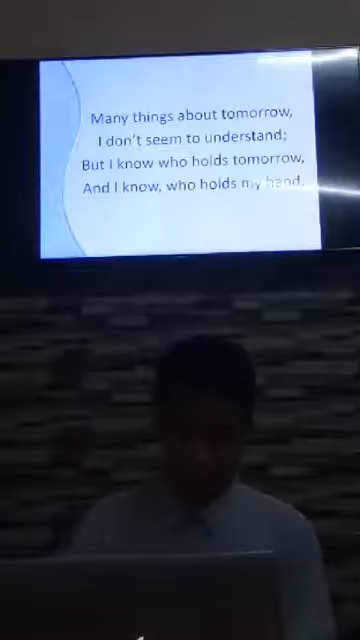 Many things about tomorrow,
I don't seem to understand;
But I know who holds tomorrow,
And I know, who holds my hand.